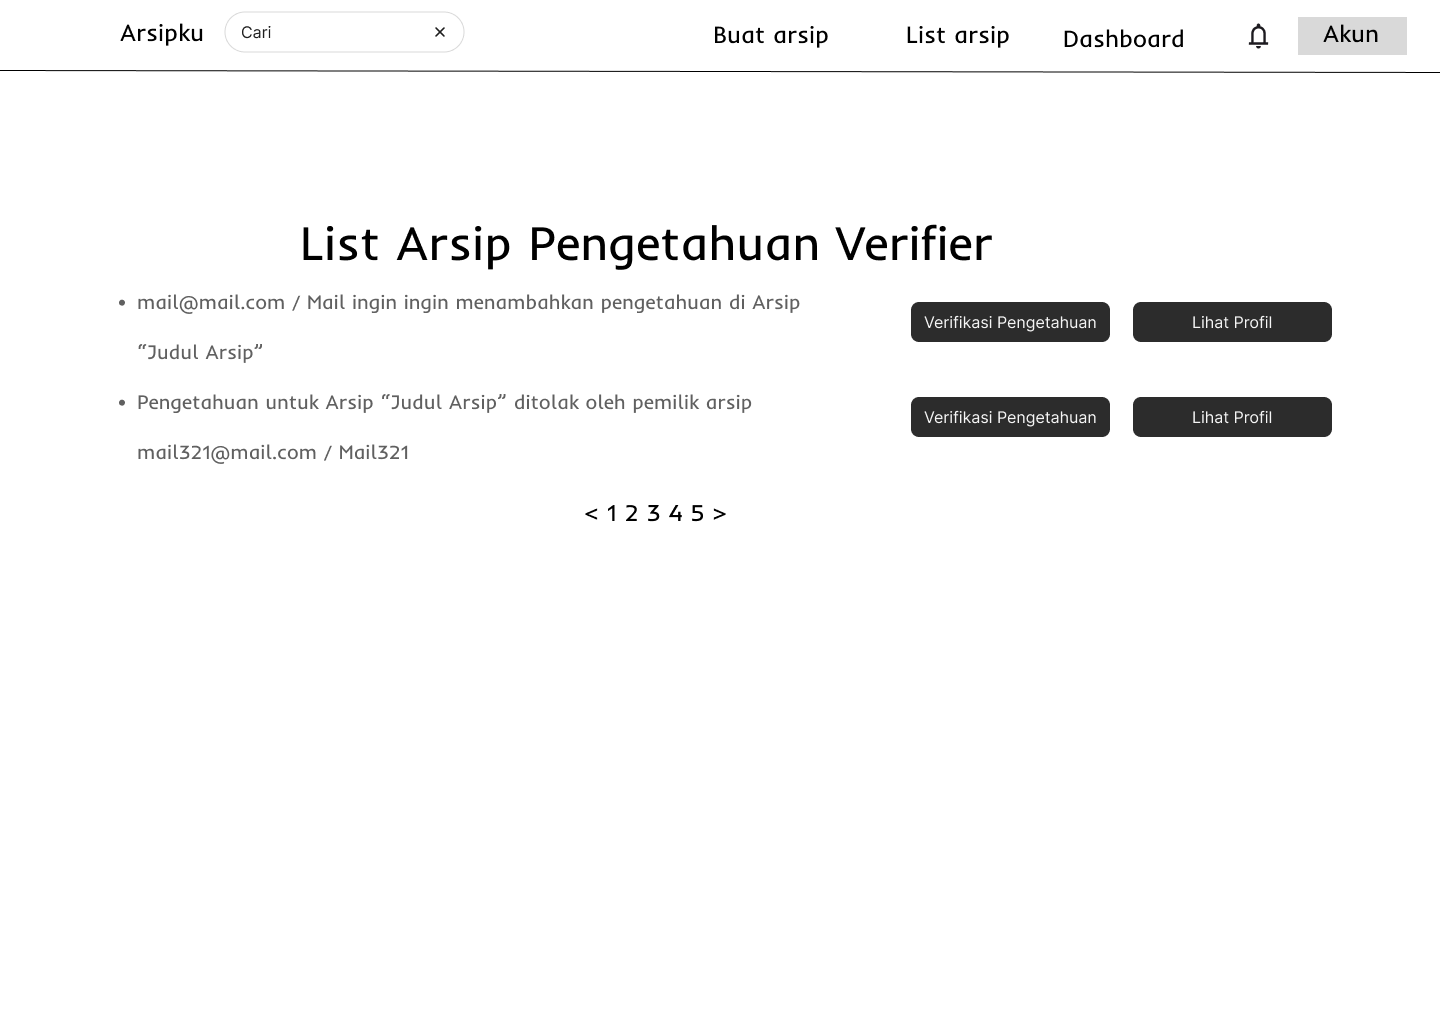 Arsipku
Cari
Buat arsip
List arsip
Dashboard
Akun
List Arsip Pengetahuan Verifier
• mail@mail.com / Mail ingin ingin menambahkan pengetahuan di Arsip
“Judul Arsip”
Verifikasi Pengetahuan
Lihat Profil
• Pengetahuan untuk Arsip “Judul Arsip” ditolak oleh pemilik arsip
mail321@mail.com / Mail321
Verifikasi Pengetahuan
Lihat Profil
< 1 2 3 4 5 >